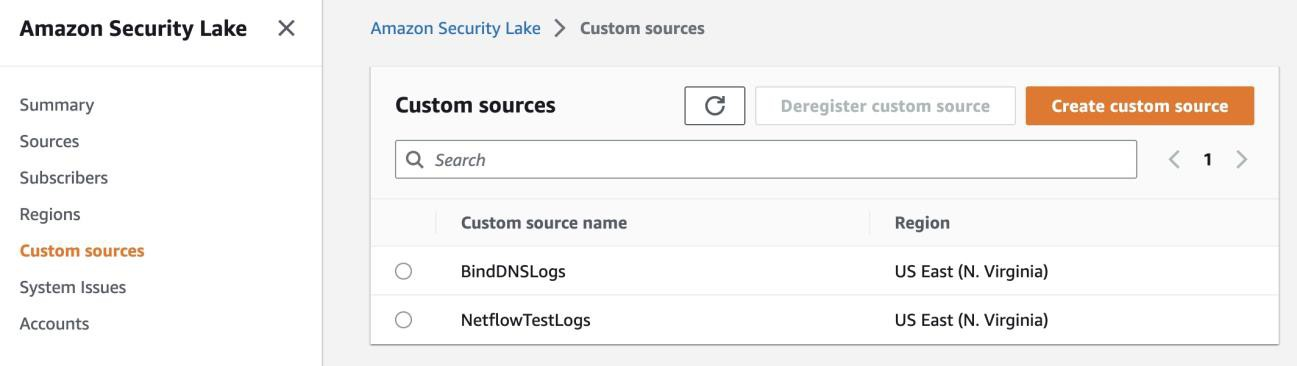 Amazon Security Lake
Summary
Sources
Subscribers
Regions
Custom sources
System Issues
Accounts
Amazon Security Lake > Custom sources
Custom sources
Deregister custom source
Create custom source
Search
1
Custom source name Region
BindDNSLogs US East (N. Virginia)
NetflowTestLogs US East (N. Virginia)